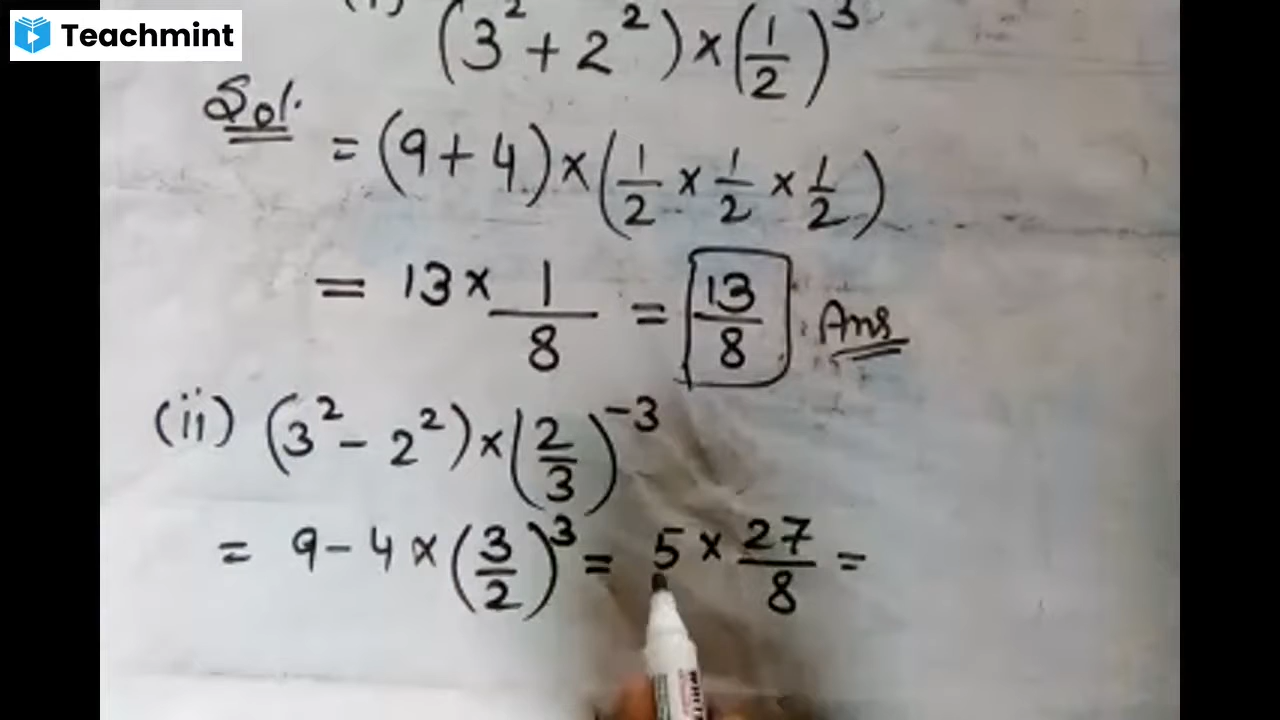 Teachmint
(i)
(3² + 2²) × (1/2)³
Sol.
= (9 + 4) × (1/2 × 1/2 × 1/2)
= 13 × 1/8 = 13/8 . Ans
(ii) (3² - 2²) × (2/3)⁻³
= 9 - 4 × (3/2)³ = 5 × 27/8 =